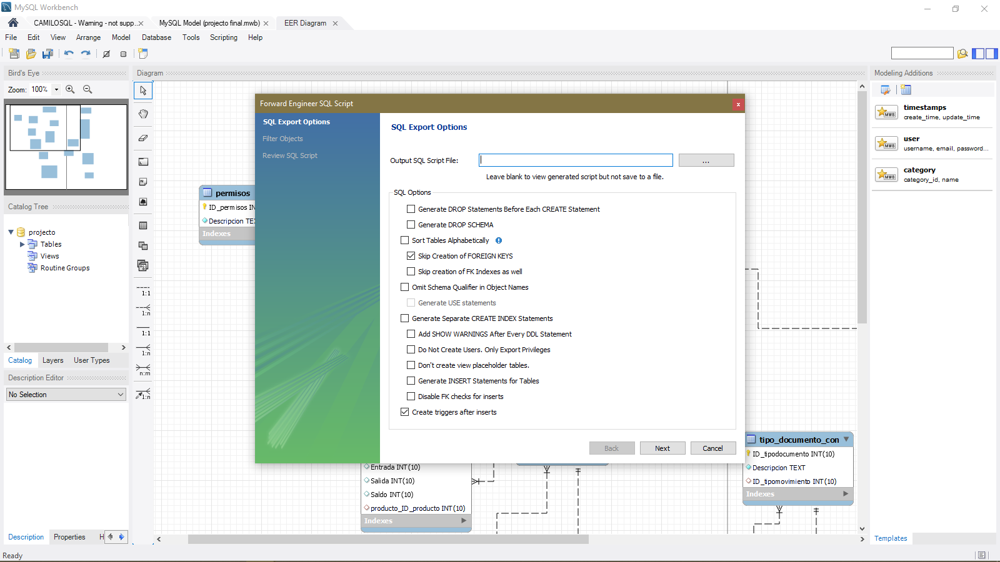 MySQL Workbench
CAMILOSQL - Warning - not supp...
MySQL Model (projecto final.mwb)
EER Diagram
File Edit View Arrange Model Database Tools Scripting Help
Bird's Eye
Zoom: 100%
Catalog Tree
projecto
Tables
Views
Routine Groups
Catalog Layers User Types
Description Editor
No Selection
Description Properties H
Ready
Diagram
1:1
1:n
1:1
1:n
n:m
1:n
permisos
ID_permisos IN
Descripcion TEX
Indexes
Forward Engineer SQL Script
SQL Export Options
Filter Objects
Review SQL Script
SQL Export Options
Output SQL Script File:
...
Leave blank to view generated script but not save to a file.
SQL Options
Generate DROP Statements Before Each CREATE Statement
Generate DROP SCHEMA
Sort Tables Alphabetically
Skip Creation of FOREIGN KEYS
Skip creation of FK Indexes as well
Omit Schema Qualifier in Object Names
Generate USE statements
Generate Separate CREATE INDEX Statements
Add SHOW WARNINGS After Every DDL Statement
Do Not Create Users. Only Export Privileges
Don't create view placeholder tables.
Generate INSERT Statements for Tables
Disable FK checks for inserts
Create triggers after inserts
Back Next Cancel
Entrada INT(10)
Salida INT(10)
Saldo INT(10)
producto_ID_producto INT(10)
Indexes
tipo_documento_con
ID_tipodocumento INT(10)
Descripcion TEXT
ID_tipomovimiento INT(10)
Indexes
Modeling Additions
MWB
timestamps
create_time, update_time
MWB
user
username, email, password...
MWB
category
category_id, name
Templates